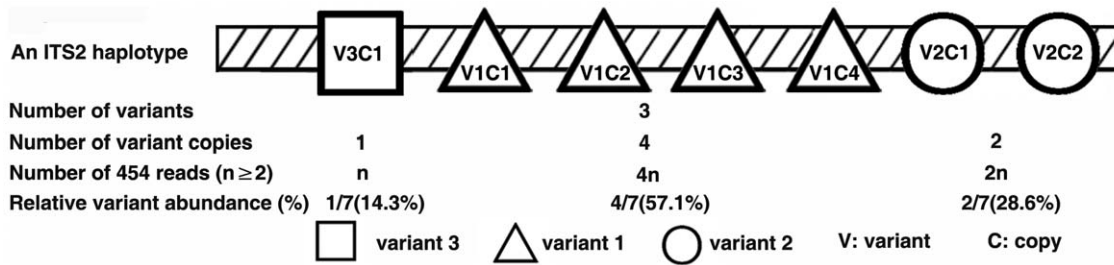 An ITS2 haplotype V3C1 V1C1 V1C2 V1C3 V1C4 V2C1 V2C2
Number of variants 3
Number of variant copies 1 4 2
Number of 454 reads (n ≥ 2) n 4n 2n
Relative variant abundance (%) 1/7(14.3%) 4/7(57.1%) 2/7(28.6%)
variant 3 variant 1 variant 2 V: variant C: copy